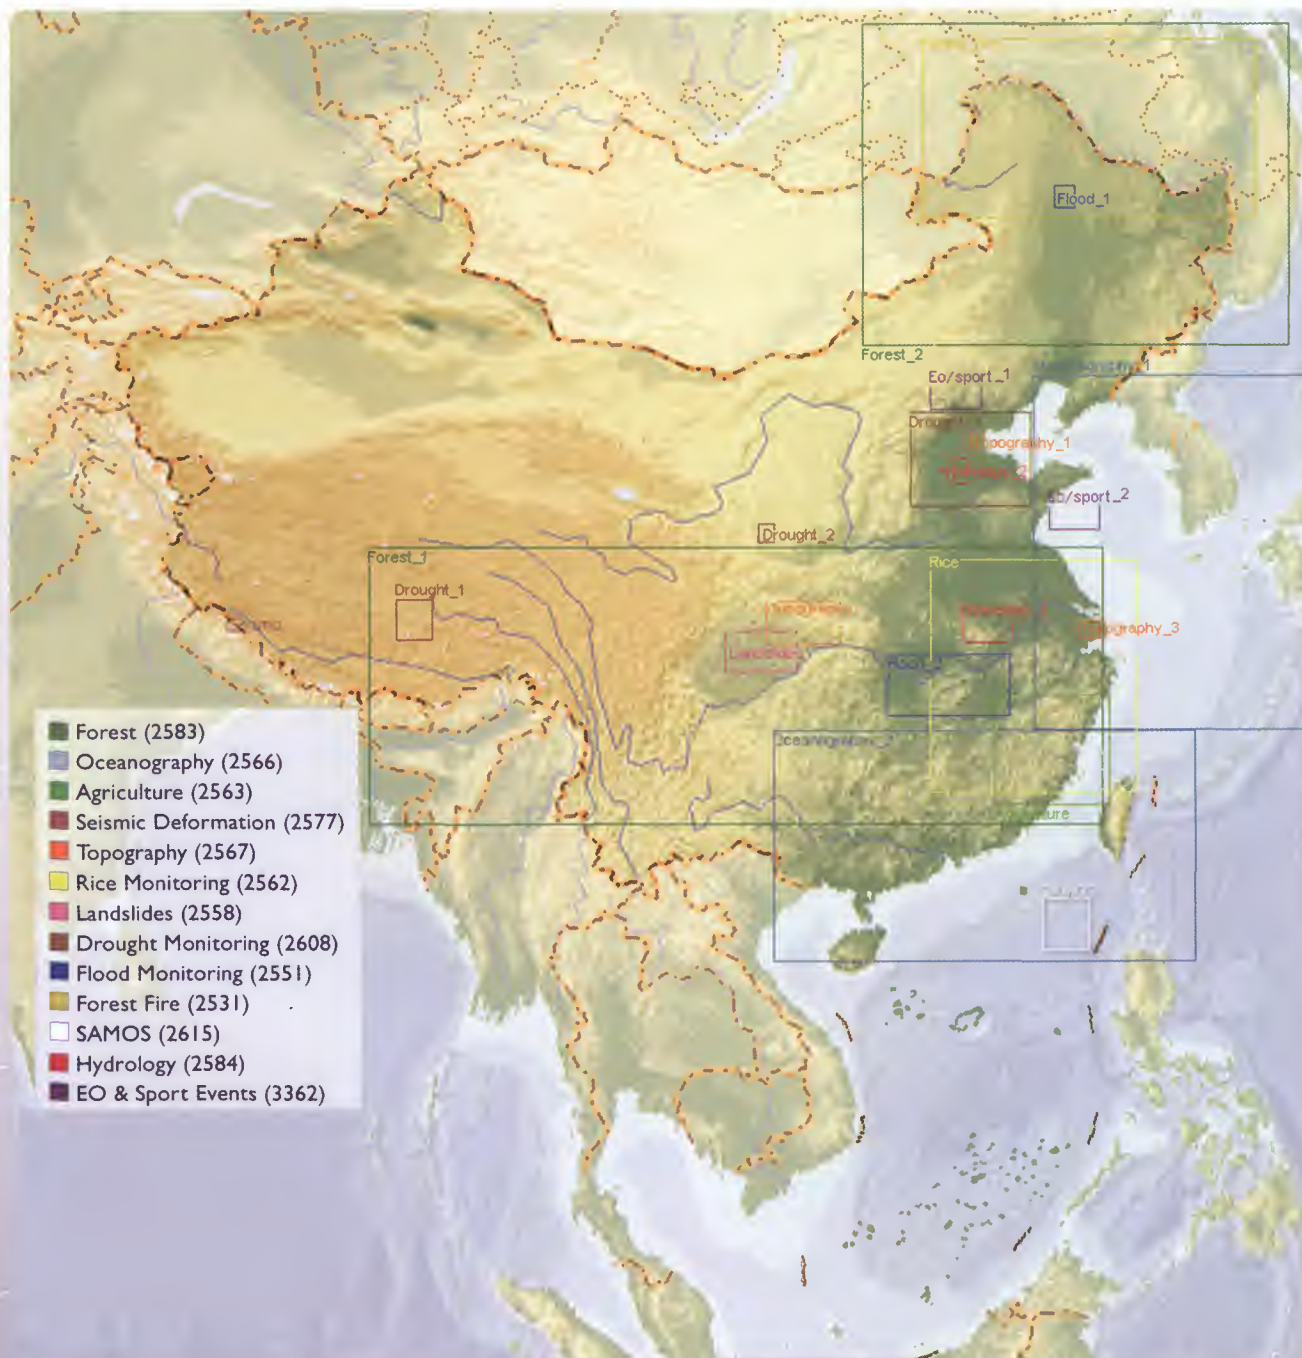 Flood_1
Forest_2
Eo/sport_1
Topography_1
Eo/sport_2
Drought_2
Forest_1
Rice
Drought_1
Topography_3
Landslides
Forest (2583)
Oceanography (2566)
Agriculture (2563)
Seismic Deformation (2577)
Topography (2567)
Rice Monitoring (2562)
Landslides (2558)
Drought Monitoring (2608)
Flood Monitoring (2551)
Forest Fire (2531)
SAMOS (2615)
Hydrology (2584)
EO & Sport Events (3362)